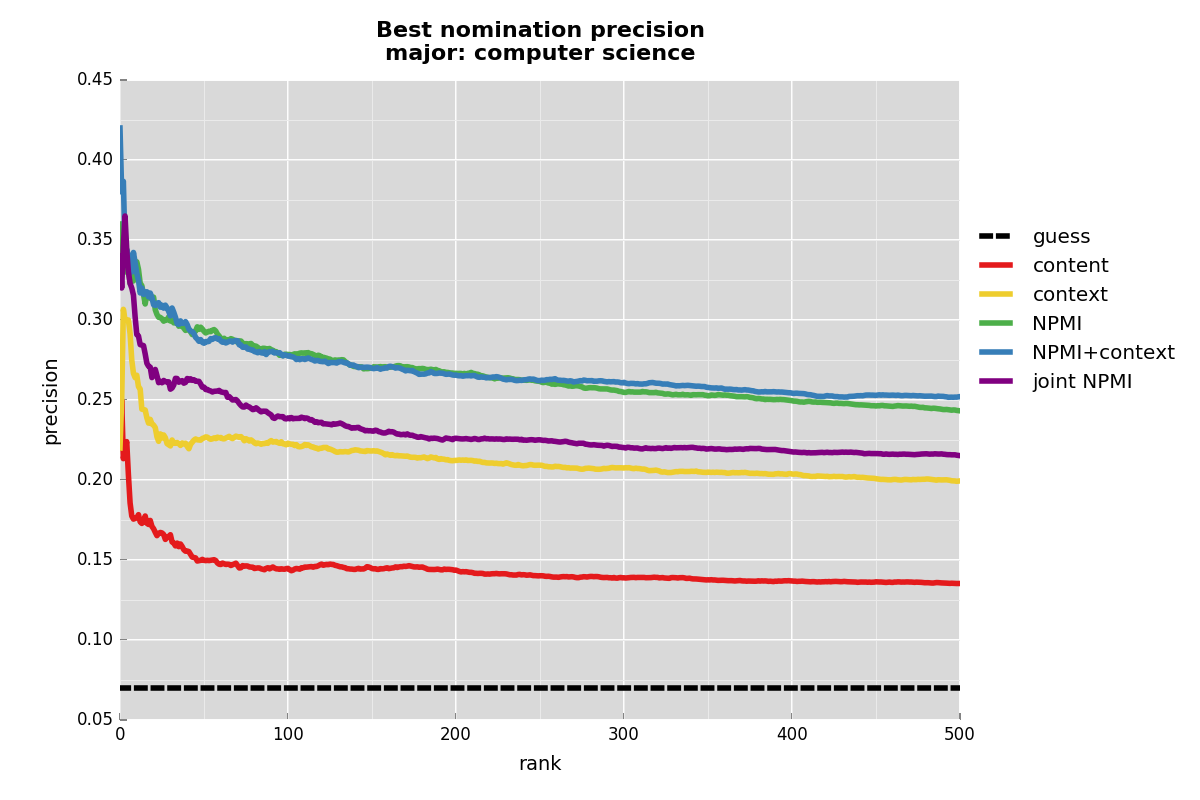 Best nomination precision
major: computer science
0.45
0.40
0.35
0.30
0.25
0.20
0.15
0.10
0.05
precision
0 100 200 300 400 500
rank
guess
content
context
NPMI
NPMI+context
joint NPMI